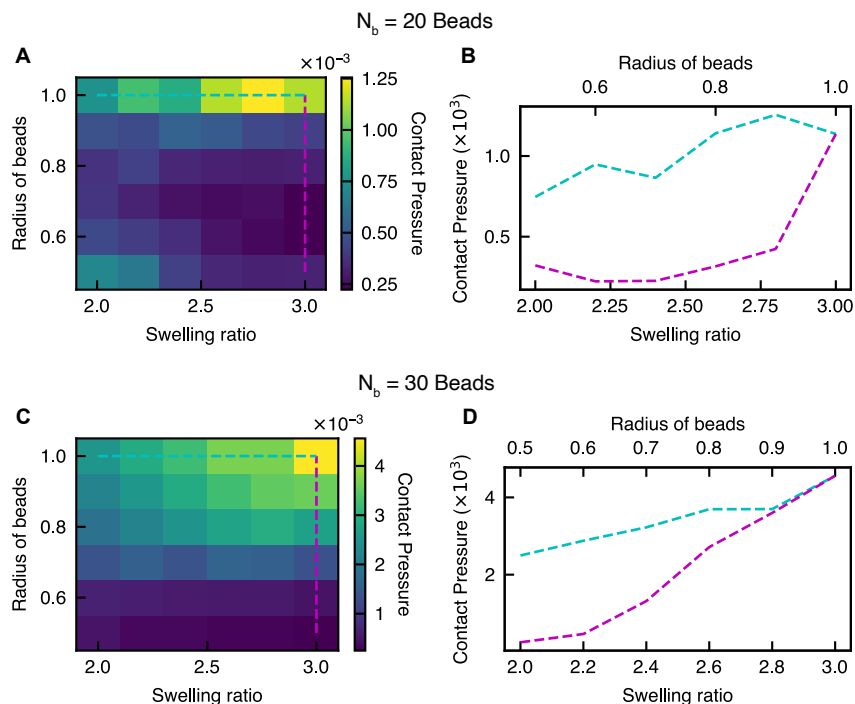 N_b = 20 Beads
A
×10⁻³
1.0
0.8
0.6
Radius of beads
2.0 2.5 3.0
Swelling ratio
1.25
1.00
0.75
0.50
0.25
Contact Pressure
B
Radius of beads
0.6 0.8 1.0
Contact Pressure (×10³)
1.0
0.5
2.00 2.25 2.50 2.75 3.00
Swelling ratio
N_b = 30 Beads
C
×10⁻³
1.0
0.8
0.6
Radius of beads
2.0 2.5 3.0
Swelling ratio
4
3
2
1
Contact Pressure
D
Radius of beads
0.5 0.6 0.7 0.8 0.9 1.0
Contact Pressure (×10³)
4
2
2.0 2.2 2.4 2.6 2.8 3.0
Swelling ratio